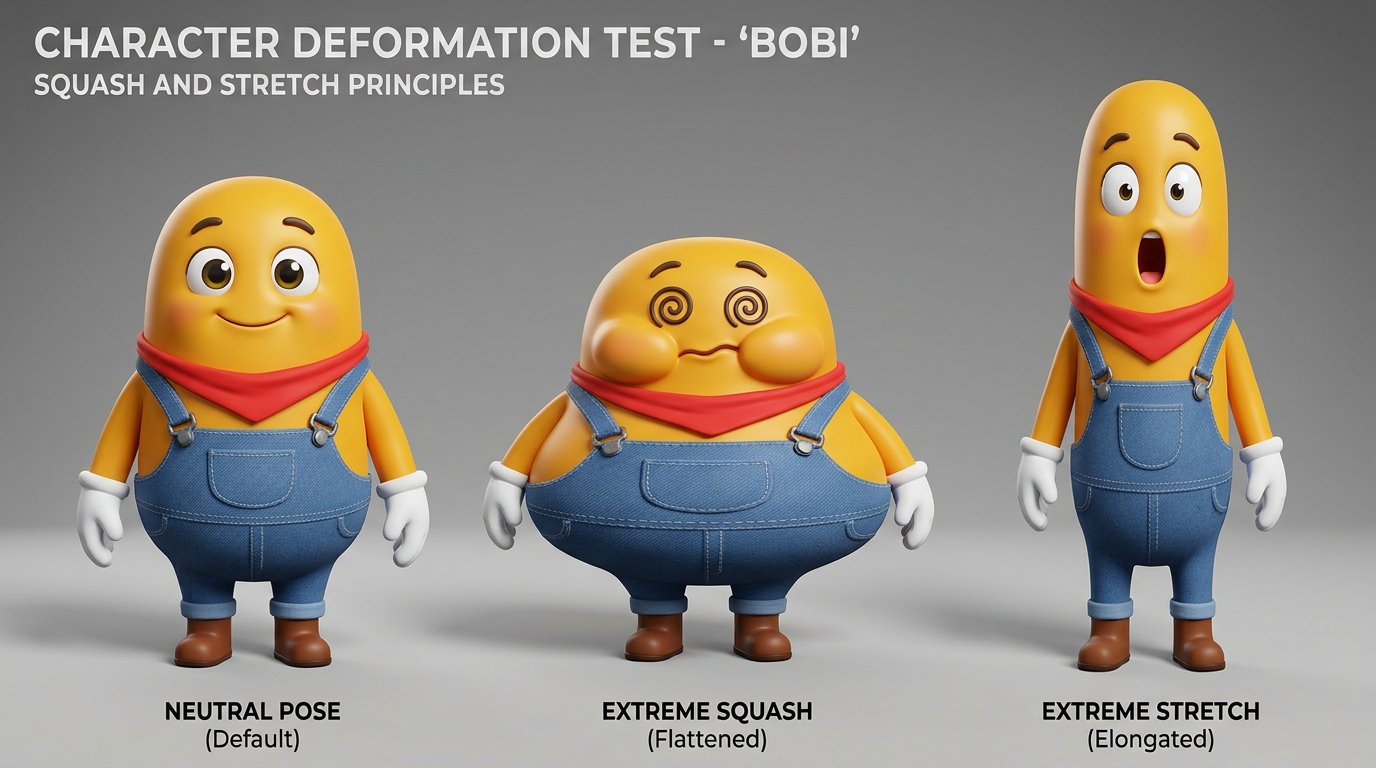 CHARACTER DEFORMATION TEST - ‘BOBI’
SQUASH AND STRETCH PRINCIPLES
NEUTRAL POSE
(Default)
EXTREME SQUASH
(Flattened)
EXTREME STRETCH
(Elongated)